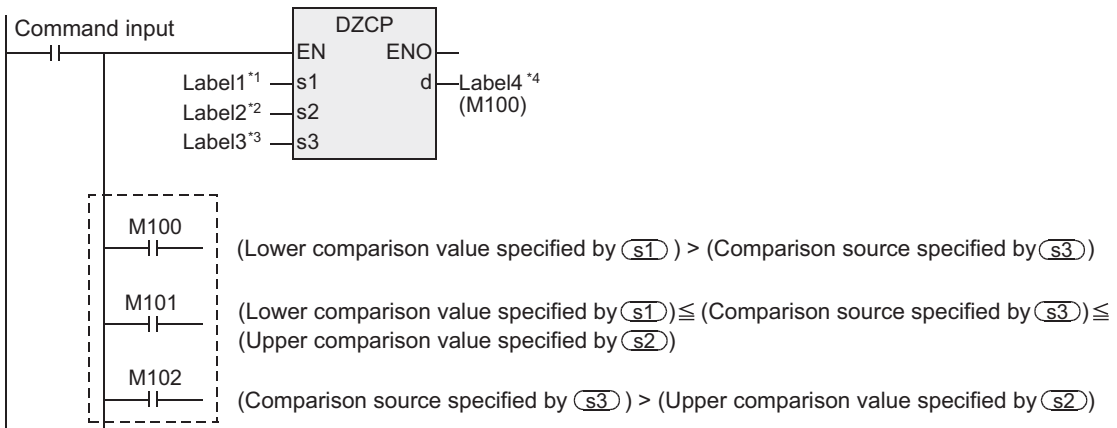 Command input
DZCP
EN ENO
Label1*1 s1 d Label4*4
(M100)
Label2*2 s2
Label3*3 s3
M100
(Lower comparison value specified by s1 ) > (Comparison source specified by s3 )
M101
(Lower comparison value specified by s1 )≦ (Comparison source specified by s3 )≦
(Upper comparison value specified by s2 )
M102
(Comparison source specified by s3 ) > (Upper comparison value specified by s2 )